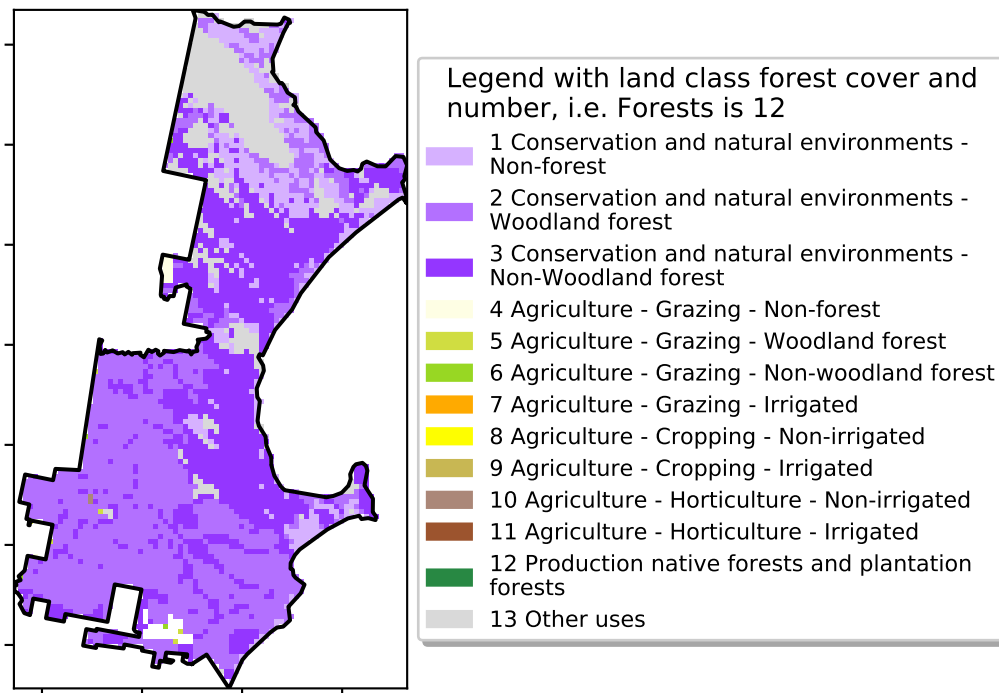 Legend with land class forest cover and
number, i.e. Forests is 12
1 Conservation and natural environments -
Non-forest
2 Conservation and natural environments -
Woodland forest
3 Conservation and natural environments -
Non-Woodland forest
4 Agriculture - Grazing - Non-forest
5 Agriculture - Grazing - Woodland forest
6 Agriculture - Grazing - Non-woodland forest
7 Agriculture - Grazing - Irrigated
8 Agriculture - Cropping - Non-irrigated
9 Agriculture - Cropping - Irrigated
10 Agriculture - Horticulture - Non-irrigated
11 Agriculture - Horticulture - Irrigated
12 Production native forests and plantation
forests
13 Other uses